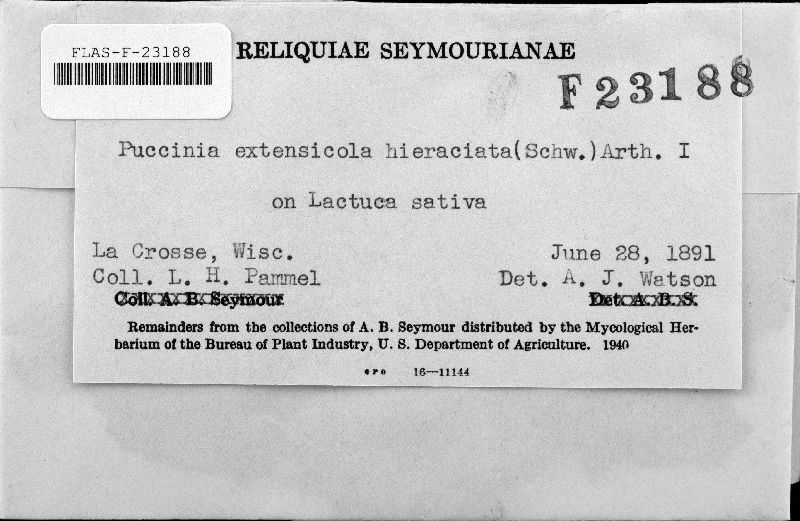 FLAS-F-23188
RELIQUIAE SEYMOURIANAE
F 23188
Puccinia extensicola hieraciata(Schw.)Arth. I
on Lactuca sativa
La Crosse, Wisc. June 28, 1891
Coll. L. H. Pammel Det. A. J. Watson
Coll. A. B. Seymour Det. A. B. S.
Remainders from the collections of A. B. Seymour distributed by the Mycological Her-
barium of the Bureau of Plant Industry, U. S. Department of Agriculture. 1940
GPO 16—11144